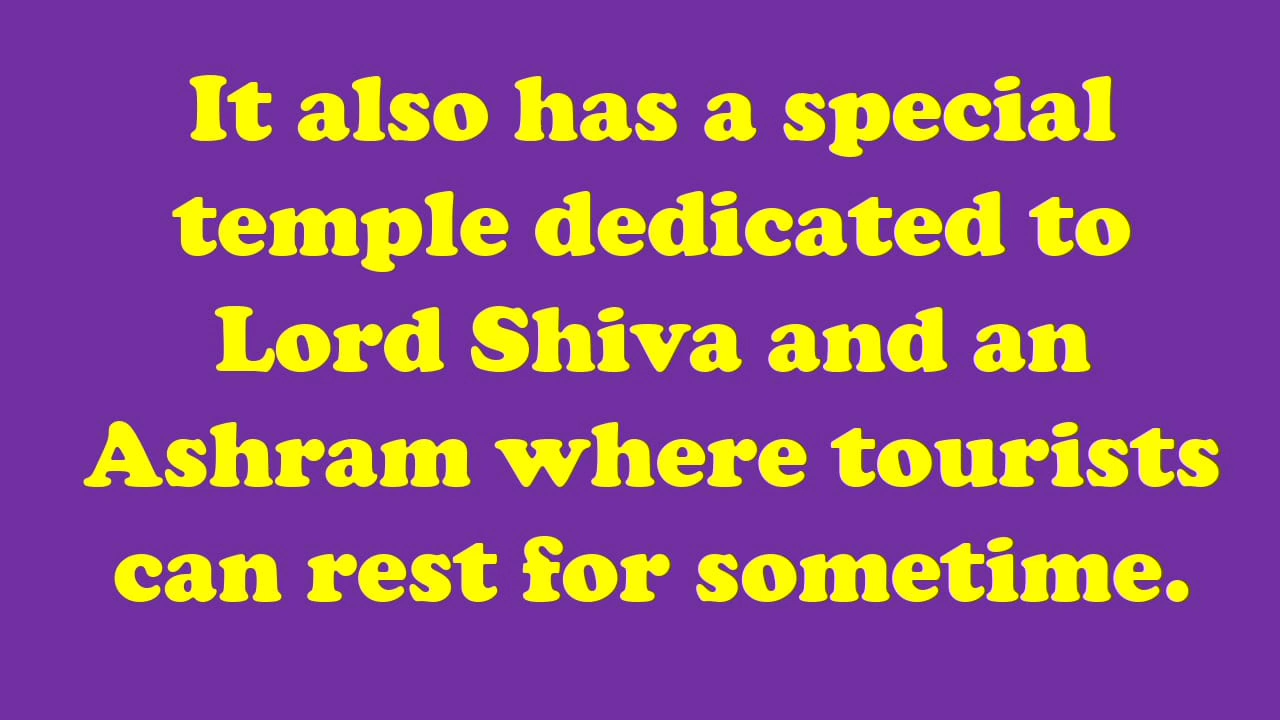 It also has a special
temple dedicated to
Lord Shiva and an
Ashram where tourists
can rest for sometime.